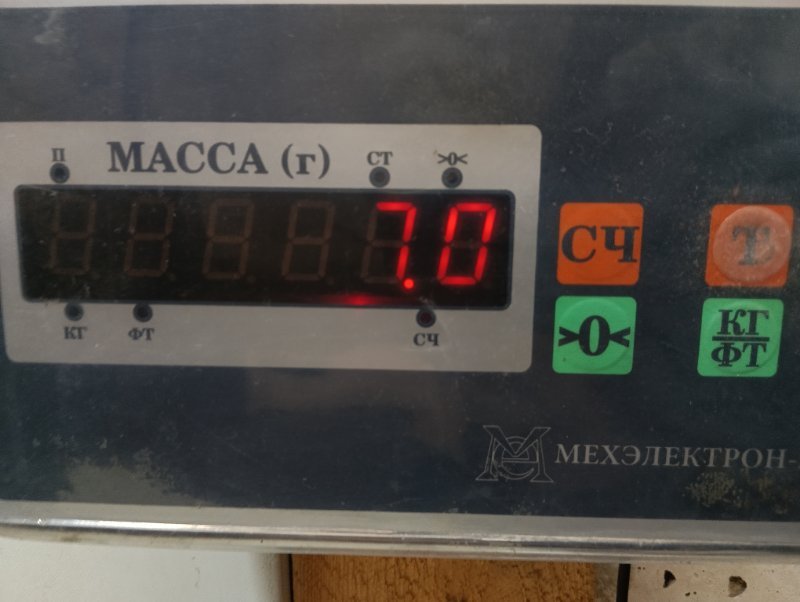 П МАССА (г) СТ >0<
7.0
КГ ФТ СЧ
СЧ Т
>0< КГ/ФТ
МЕХЭЛЕКТРОН-